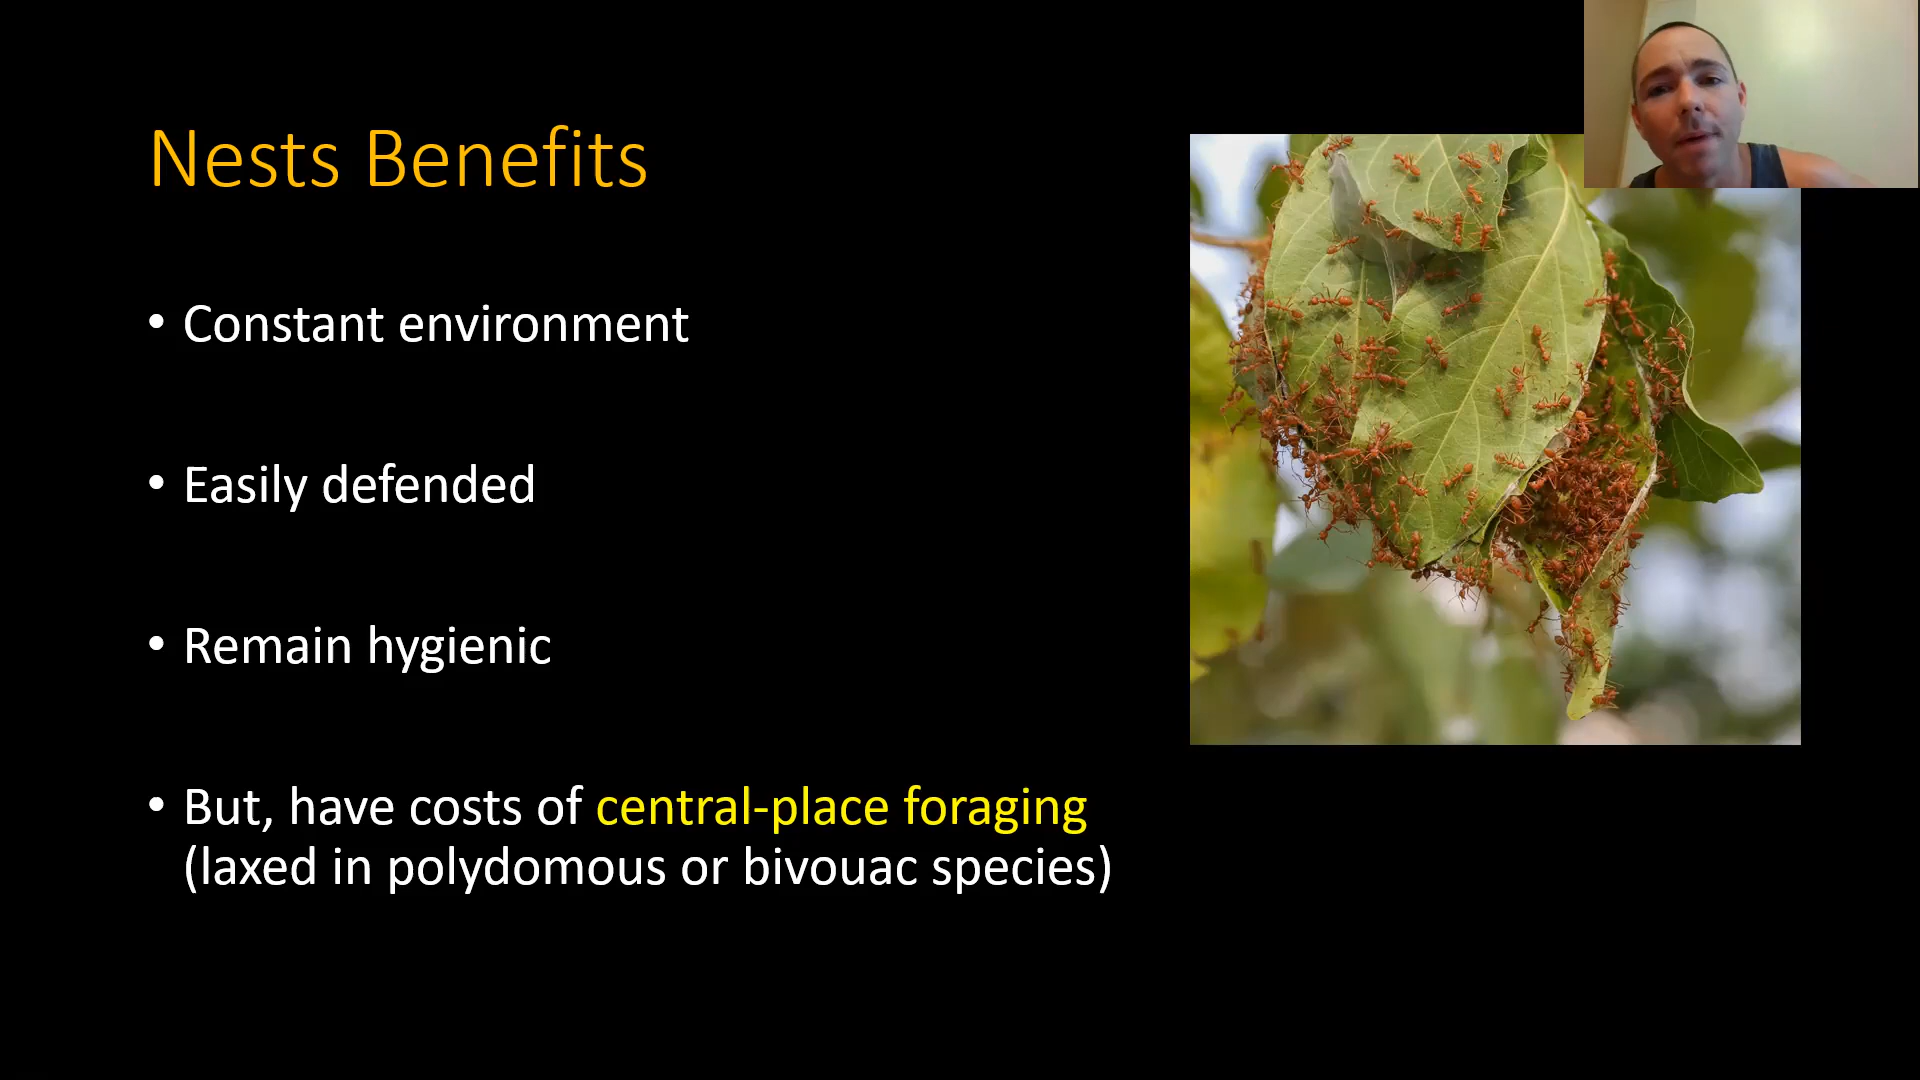 Nests Benefits
• Constant environment
• Easily defended
• Remain hygienic
• But, have costs of central-place foraging
(laxed in polydomous or bivouac species)